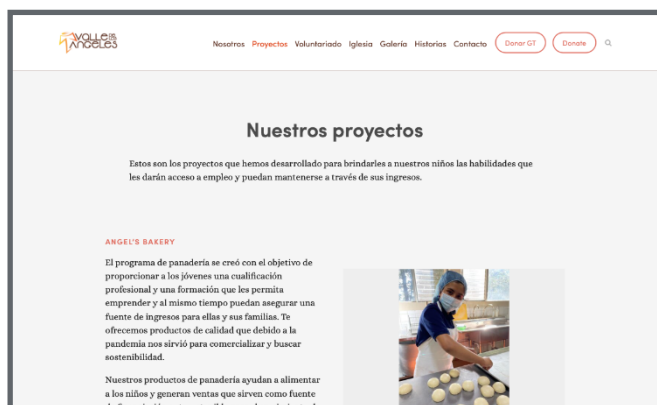 VALLE DE LOS
ANGELES
Nosotros Proyectos Voluntariado Iglesia Galería Historias Contacto Donar GT Donate
Nuestros proyectos
Estos son los proyectos que hemos desarrollado para brindarles a nuestros niños las habilidades que
les darán acceso a empleo y puedan mantenerse a través de sus ingresos.
ANGEL'S BAKERY
El programa de panadería se creó con el objetivo de
proporcionar a los jóvenes una cualificación
profesional y una formación que les permita
emprender y al mismo tiempo puedan asegurar una
fuente de ingresos para ellas y sus familias. Te
ofrecemos productos de calidad que debido a la
pandemia nos sirvió para comercializar y buscar
sostenibilidad.
Nuestros productos de panadería ayudan a alimentar
a los niños y generan ventas que sirven como fuente